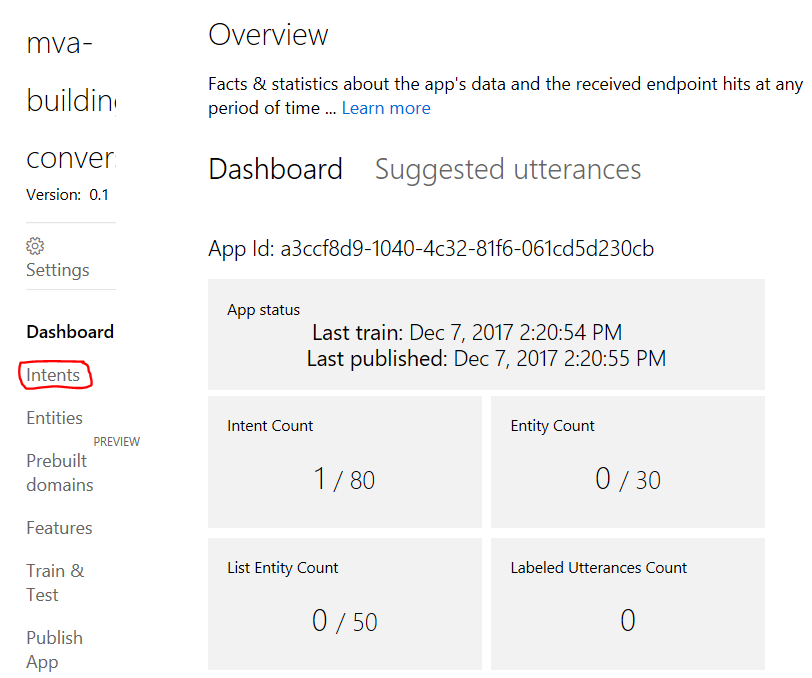 mva-
building
conver
Version: 0.1
Settings
Dashboard
Intents
Entities
PREVIEW
Prebuilt
domains
Features
Train &
Test
Publish
App
Overview
Facts & statistics about the app's data and the received endpoint hits at any
period of time ... Learn more
Dashboard Suggested utterances
App Id: a3ccf8d9-1040-4c32-81f6-061cd5d230cb
App status
Last train: Dec 7, 2017 2:20:54 PM
Last published: Dec 7, 2017 2:20:55 PM
Intent Count
1 / 80
Entity Count
0 / 30
List Entity Count
0 / 50
Labeled Utterances Count
0